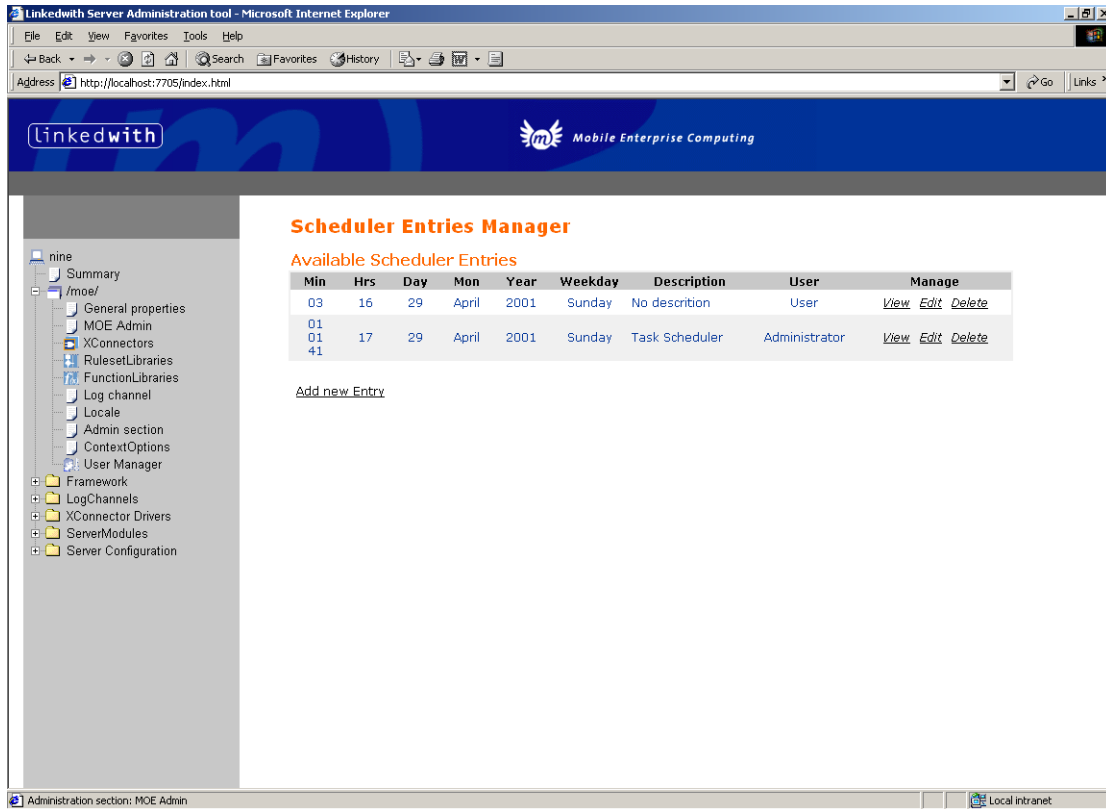 Linkedwith Server Administration tool - Microsoft Internet Explorer
File Edit View Favorites Tools Help
Back Search Favorites History
Address http://localhost:7705/index.html Go Links
linkedwith
m Mobile Enterprise Computing
Scheduler Entries Manager
Available Scheduler Entries
Min Hrs Day Mon Year Weekday Description User Manage
03 16 29 April 2001 Sunday No descrition User View Edit Delete
01
01 17 29 April 2001 Sunday Task Scheduler Administrator View Edit Delete
41
Add new Entry
nine
Summary
/moe/
General properties
MOE Admin
XConnectors
RulesetLibraries
FunctionLibraries
Log channel
Locale
Admin section
ContextOptions
User Manager
Framework
LogChannels
XConnector Drivers
ServerModules
Server Configuration
Administration section: MOE Admin Local intranet